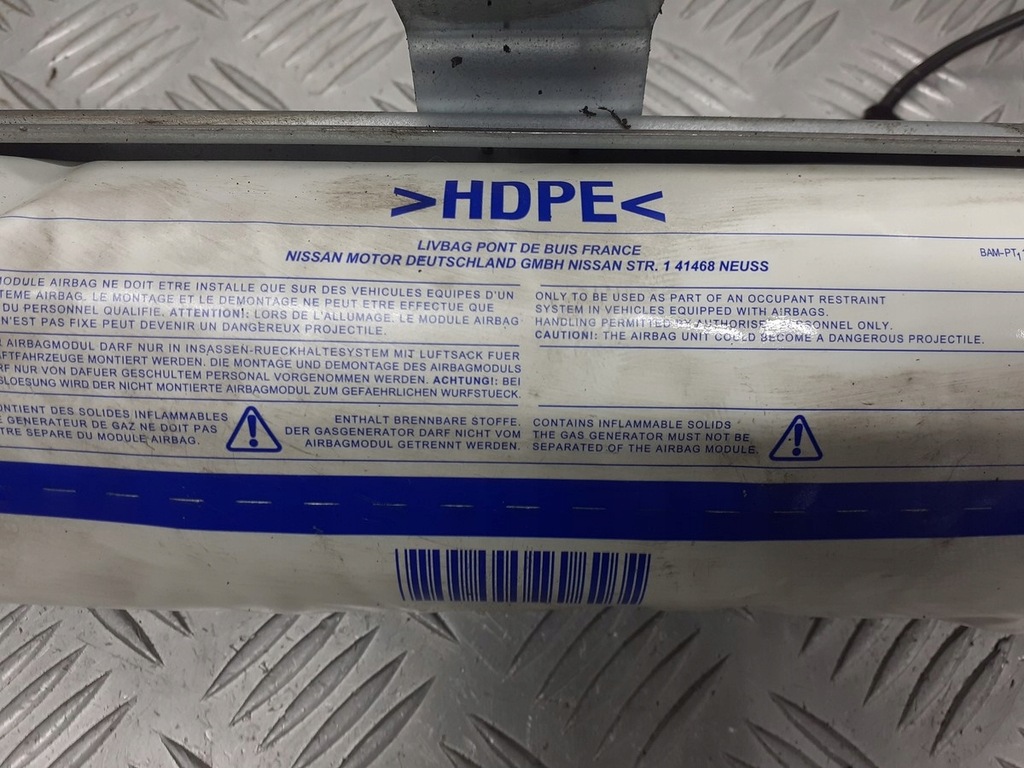 >HDPE<
LIVBAG PONT DE BUIS FRANCE
NISSAN MOTOR DEUTSCHLAND GMBH NISSAN STR. 1 41468 NEUSS
BAM-PT1
MODULE AIRBAG NE DOIT ETRE INSTALLE QUE SUR DES VEHICULES EQUIPES D'UN
TEME AIRBAG. LE MONTAGE ET LE DEMONTAGE NE PEUT ETRE EFFECTUE QUE
DU PERSONNEL QUALIFIE. ATTENTION!: LORS DE L'ALLUMAGE. LE MODULE AIRBAG
N'EST PAS FIXE PEUT DEVENIR UN DANGEREUX PROJECTILE.
AIRBAGMODUL DARF NUR IN INSASSEN-RUECKHALTESYSTEM MIT LUFTSACK FUER
AFTFAHRZEUGE MONTIERT WERDEN. DIE MONTAGE UND DEMONTAGE DES AIRBAGMODULS
RF NUR VON DAFUER GESCHULTEM PERSONAL VORGENOMMEN WERDEN. ACHTUNG!: BEI
BLOESUNG WIRD DER NICHT MONTIERTE AIRBAGMODUL ZUM GEFAEHRLICHEN WURFSTUECK.
ONLY TO BE USED AS PART OF AN OCCUPANT RESTRAINT
SYSTEM IN VEHICLES EQUIPPED WITH AIRBAGS.
HANDLING PERMITTED BY AUTHORISED PERSONNEL ONLY.
CAUTION!: THE AIRBAG UNIT COULD BECOME A DANGEROUS PROJECTILE.
ONTIENT DES SOLIDES INFLAMMABLES
E GENERATEUR DE GAZ NE DOIT PAS
TRE SEPARE DU MODULE AIRBAG.
ENTHALT BRENNBARE STOFFE.
DER GASGENERATOR DARF NICHT VOM
AIRBAGMODUL GETRENNT WERDEN.
CONTAINS INFLAMMABLE SOLIDS
THE GAS GENERATOR MUST NOT BE
SEPARATED OF THE AIRBAG MODULE.